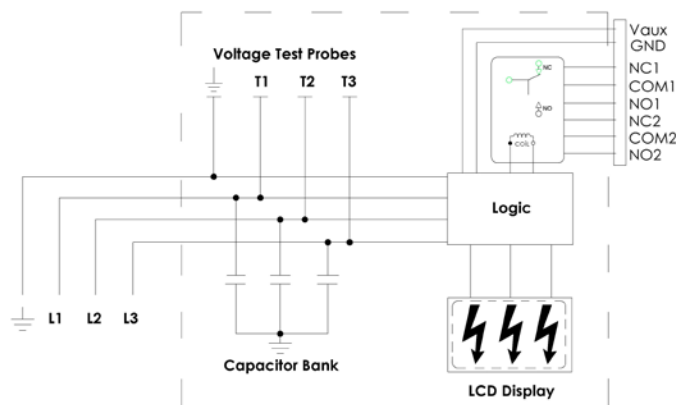 Vaux
GND
Voltage Test Probes
T1 T2 T3
NC
NC1
COM1
NO
NO1
NC2
COIL
COM2
NO2
Logic
L1 L2 L3
Capacitor Bank
LCD Display